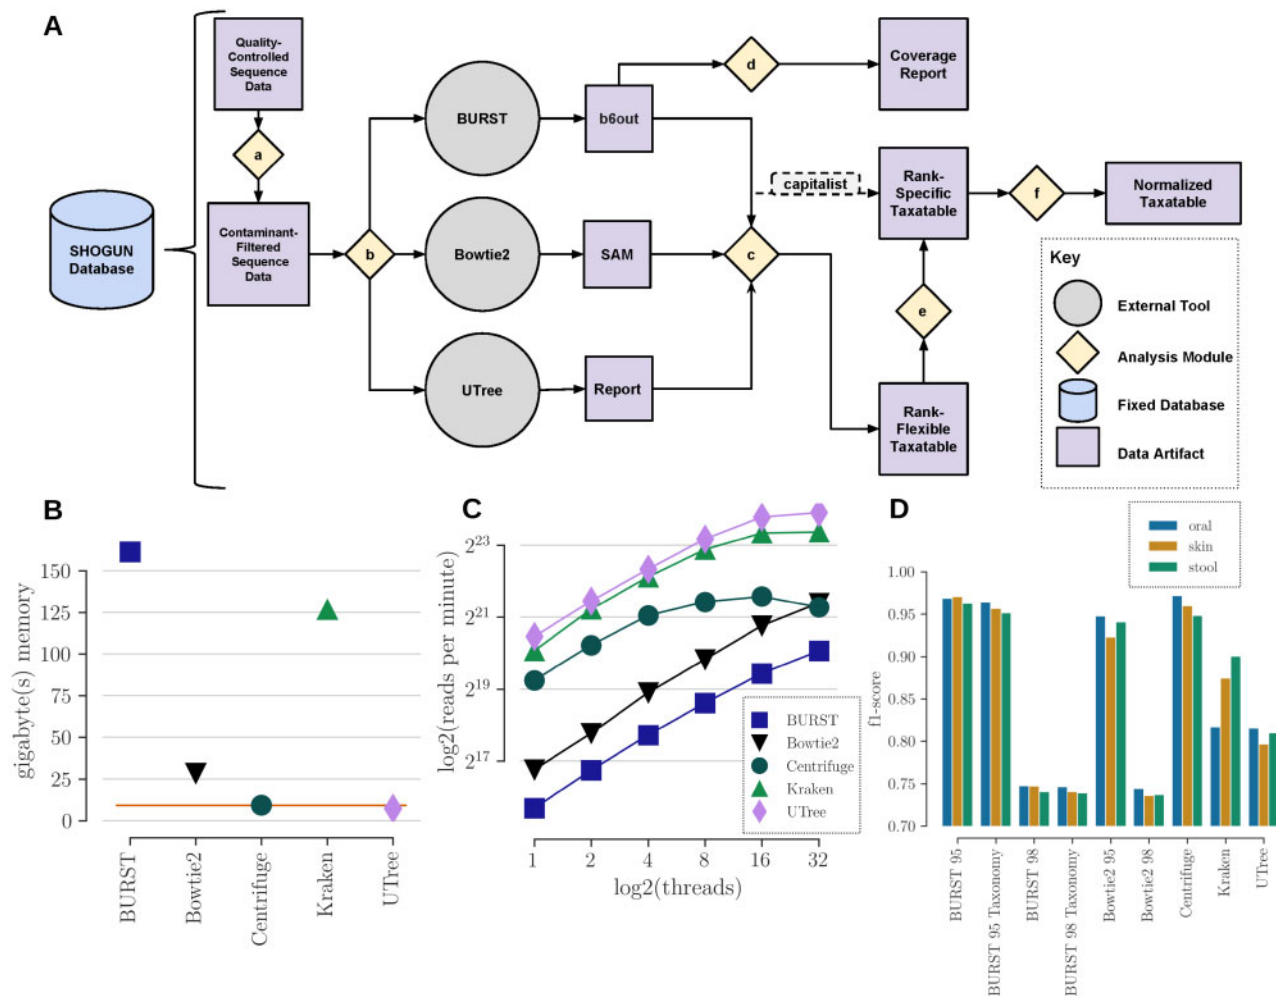 A
Quality-
Controlled
Sequence
Data
a
SHOGUN
Database
Contaminant-
Filtered
Sequence
Data
b
BURST
Bowtie2
UTree
b6out
SAM
Report
d
c
Coverage
Report
capitalist
Rank-
Specific
Taxatable
e
Rank-
Flexible
Taxatable
f
Normalized
Taxatable
Key
External Tool
Analysis Module
Fixed Database
Data Artifact
B
gigabyte(s) memory
150
125
100
75
50
25
0
BURST
Bowtie2
Centrifuge
Kraken
UTree
C
log2(reads per minute)
2^23
2^21
2^19
2^17
BURST
Bowtie2
Centrifuge
Kraken
UTree
1 2 4 8 16 32
log2(threads)
D
oral
skin
stool
f1-score
1.00
0.95
0.90
0.85
0.80
0.75
0.70
BURST 95
BURST 95 Taxonomy
BURST 98
BURST 98 Taxonomy
Bowtie2 95
Bowtie2 98
Centrifuge
Kraken
UTree